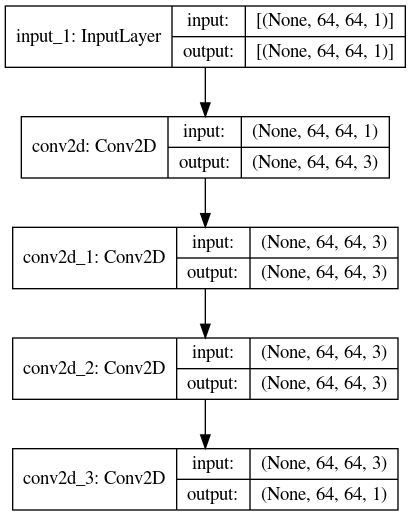 input_1: InputLayer
input: [(None, 64, 64, 1)]
output: [(None, 64, 64, 1)]
conv2d: Conv2D
input: (None, 64, 64, 1)
output: (None, 64, 64, 3)
conv2d_1: Conv2D
input: (None, 64, 64, 3)
output: (None, 64, 64, 3)
conv2d_2: Conv2D
input: (None, 64, 64, 3)
output: (None, 64, 64, 3)
conv2d_3: Conv2D
input: (None, 64, 64, 3)
output: (None, 64, 64, 1)